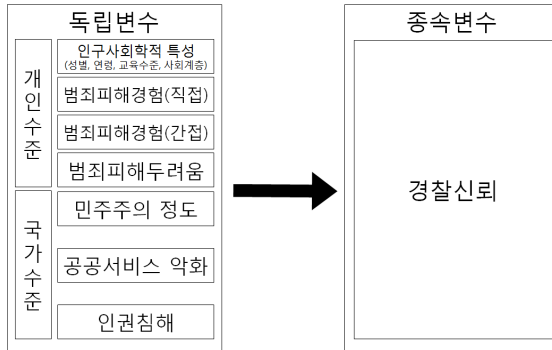 독립변수
개인수준
인구사회학적 특성
(성별, 연령, 교육수준, 사회계층)
범죄피해경험(직접)
범죄피해경험(간접)
범죄피해두려움
국가수준
민주주의 정도
공공서비스 악화
인권침해
종속변수
경찰신뢰